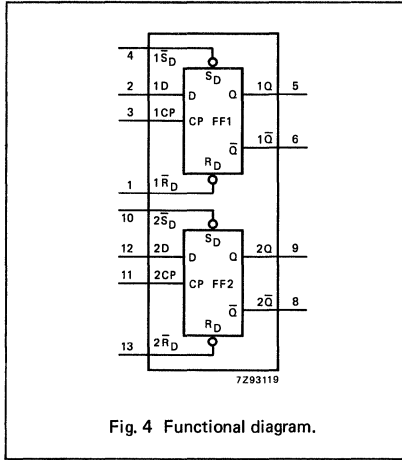 4 1S̅D
SD
2 1D D Q 1Q 5
3 1CP CP FF1
Q̅ 1Q̅ 6
RD
1 1R̅D
10 2S̅D
SD
12 2D D Q 2Q 9
11 2CP CP FF2
Q̅ 2Q̅ 8
RD
13 2R̅D
7Z93119
Fig. 4 Functional diagram.